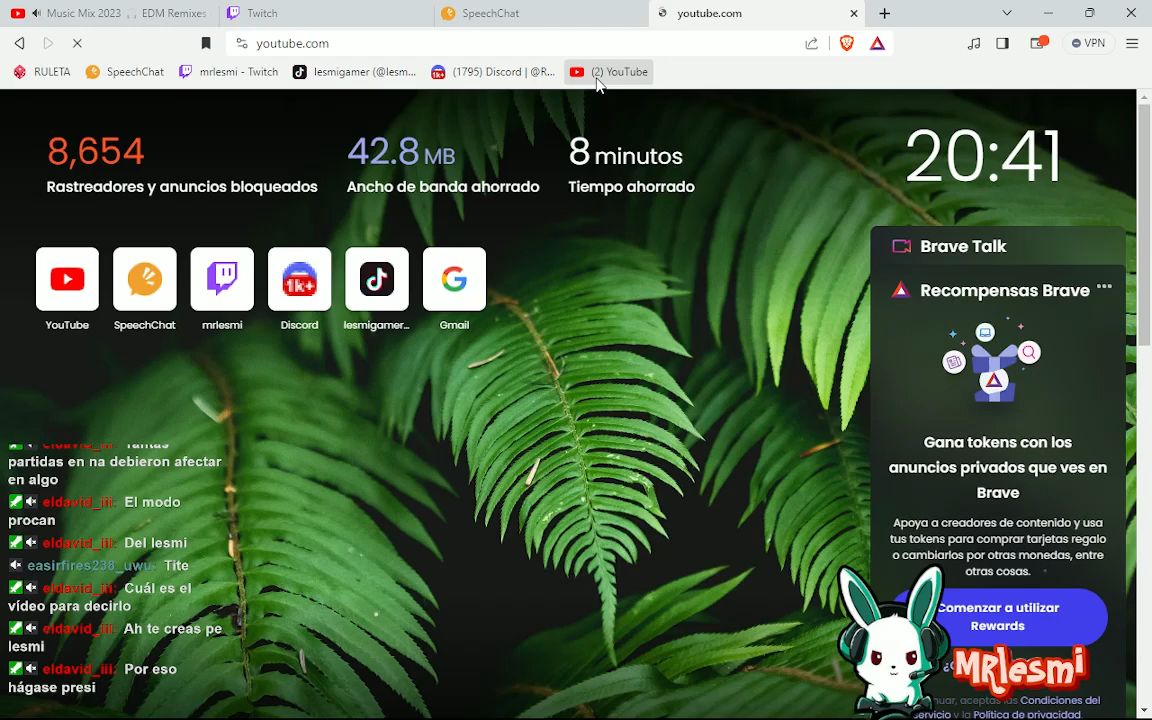 Music Mix 2023 🎧 EDM Remixes
Twitch
SpeechChat
youtube.com
youtube.com
VPN
RULETA
SpeechChat
mrlesmi - Twitch
lesmigamer (@lesm...
(1795) Discord | @R...
(2) YouTube
8,654
Rastreadores y anuncios bloqueados
42.8 MB
Ancho de banda ahorrado
8 minutos
Tiempo ahorrado
20:41
YouTube
SpeechChat
mrlesmi
1k+
Discord
lesmigamer...
Gmail
Brave Talk
Recompensas Brave
Gana tokens con los
anuncios privados que ves en
Brave
Apoya a creadores de contenido y usa
tus tokens para comprar tarjetas regalo
o cambiarlos por otras monedas, entre
otras cosas.
Comenzar a utilizar
Rewards
Condiciones del
servicio y la Política de privacidad
MRlesmi
eldavid_iii: Tantas
partidas en na debieron afectar
en algo
eldavid_iii: El modo
procan
eldavid_iii: Del lesmi
easirfires238_uwu: Tite
eldavid_iii: Cuál es el
vídeo para decirlo
eldavid_iii: Ah te creas pe
lesmi
eldavid_iii: Por eso
hágase presi